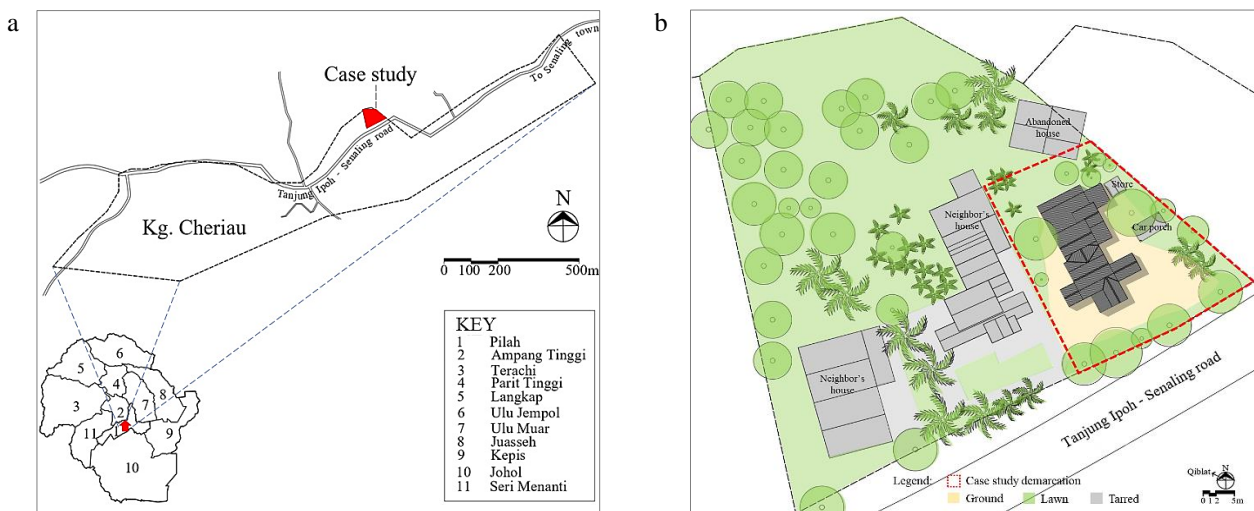 a
Case study
To Senaling town
Tanjung Ipoh - Senaling road
Kg. Cheriau
N
0 100 200 500m
KEY
1 Pilah
2 Ampang Tinggi
3 Terachi
4 Parit Tinggi
5 Langkap
6 Ulu Jempol
7 Ulu Muar
8 Juasseh
9 Kepis
10 Johol
11 Seri Menanti
6
5
4
8
3
2
7
11
1
9
10
b
Abandoned
house
Store
Neighbor's
house
Car porch
Neighbor's
house
Tanjung Ipoh - Senaling road
Qiblat
N
0 1 2 5m
Legend:
Case study demarcation
Ground
Lawn
Tarred